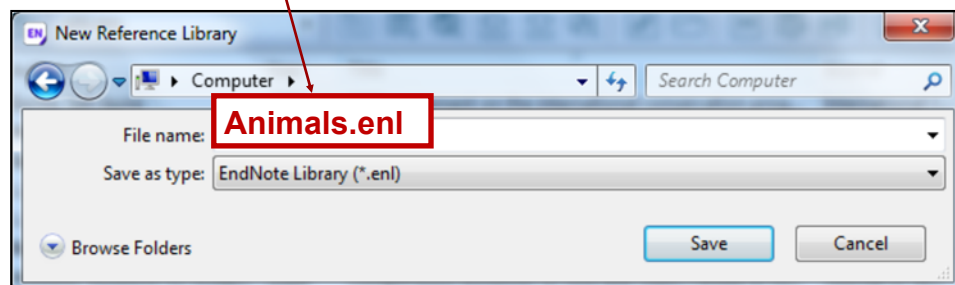 EN New Reference Library
Computer
Search Computer
File name: Animals.enl
Save as type: EndNote Library (*.enl)
Browse Folders
Save
Cancel